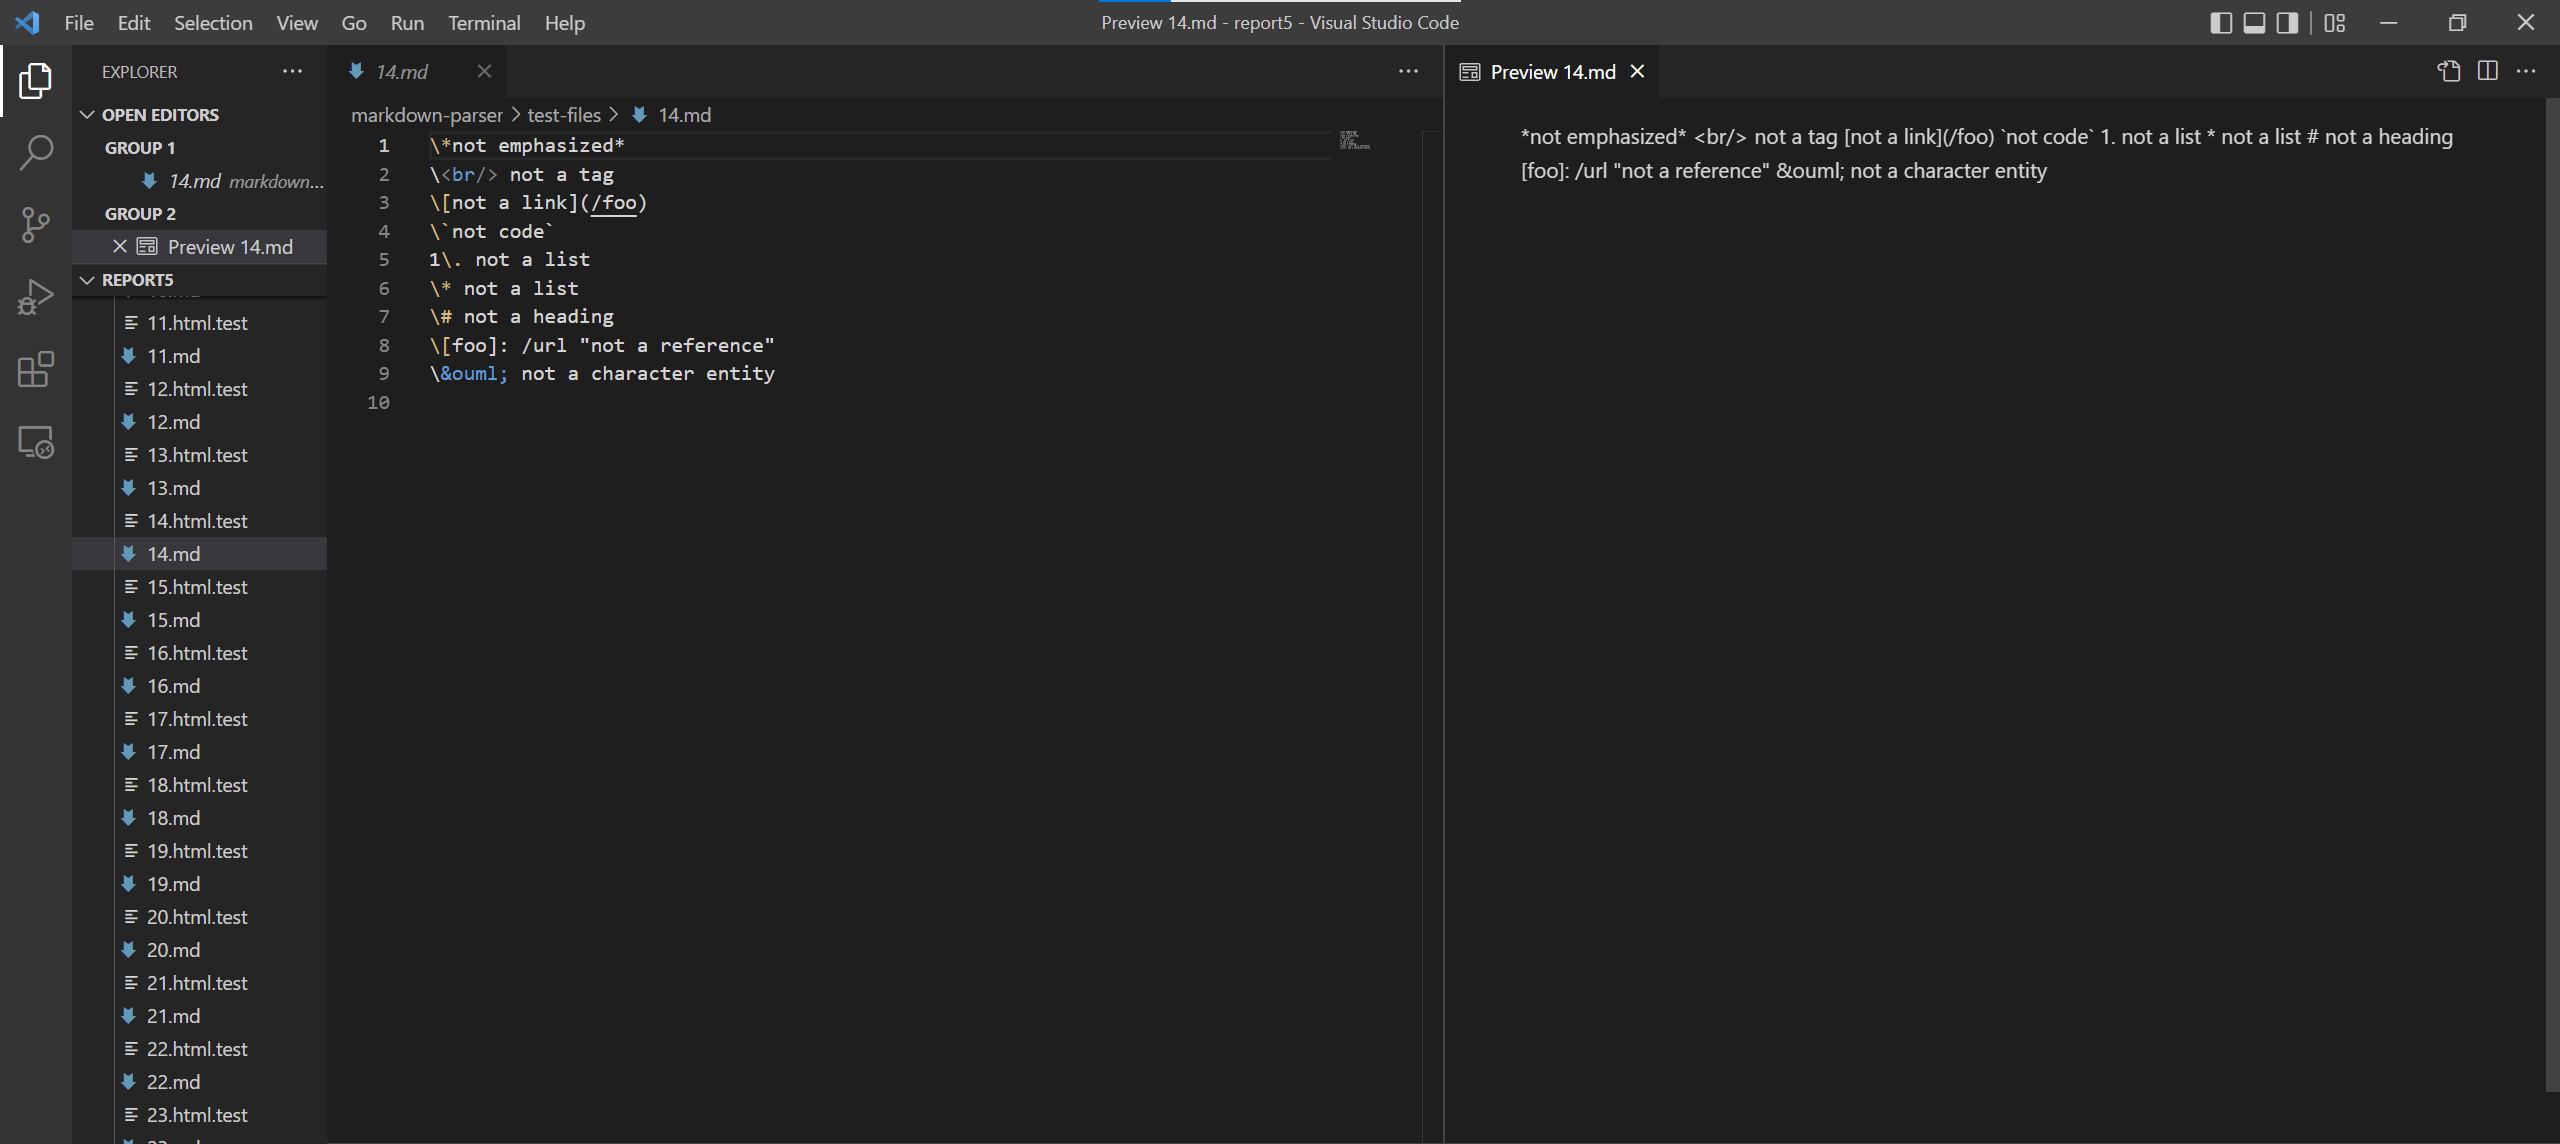 File Edit Selection View Go Run Terminal Help
Preview 14.md - report5 - Visual Studio Code
EXPLORER
OPEN EDITORS
GROUP 1
14.md markdown...
GROUP 2
Preview 14.md
REPORT5
11.html.test
11.md
12.html.test
12.md
13.html.test
13.md
14.html.test
14.md
15.html.test
15.md
16.html.test
16.md
17.html.test
17.md
18.html.test
18.md
19.html.test
19.md
20.html.test
20.md
21.html.test
21.md
22.html.test
22.md
23.html.test
14.md
markdown-parser > test-files > 14.md
1 \*not emphasized*
2 \<br/> not a tag
3 \[not a link](/foo)
4 \`not code`
5 1\. not a list
6 \* not a list
7 \# not a heading
8 \[foo]: /url "not a reference"
9 \&ouml; not a character entity
10
Preview 14.md
*not emphasized* <br/> not a tag [not a link](/foo) `not code` 1. not a list * not a list # not a heading
[foo]: /url "not a reference" &ouml; not a character entity